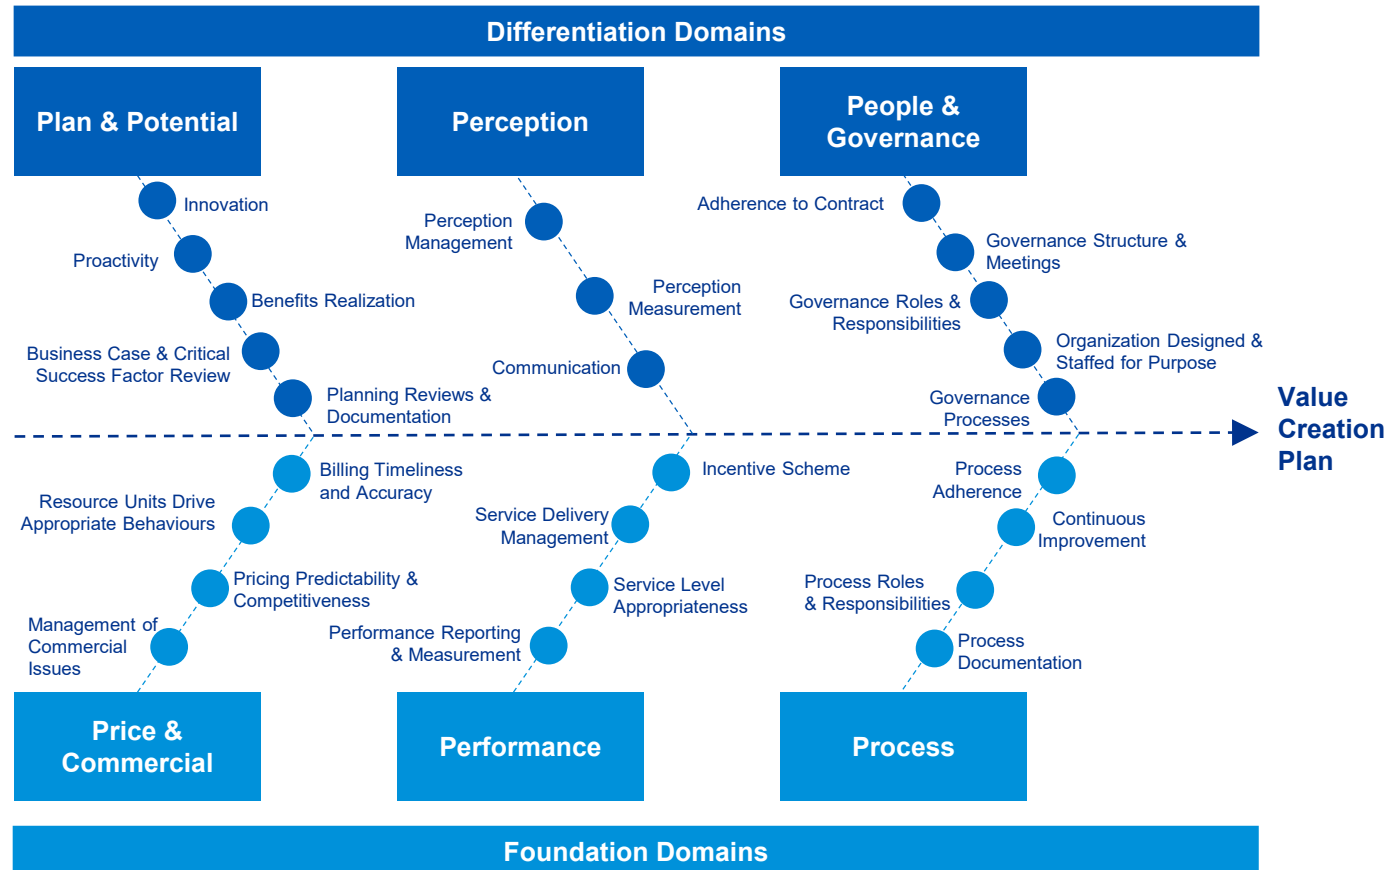 Differentiation Domains
Plan & Potential
Perception
People &
Governance
Innovation
Proactivity
Benefits Realization
Business Case & Critical
Success Factor Review
Planning Reviews &
Documentation
Perception
Management
Perception
Measurement
Communication
Adherence to Contract
Governance Structure &
Meetings
Governance Roles &
Responsibilities
Organization Designed &
Staffed for Purpose
Governance
Processes
Value
Creation
Plan
Billing Timeliness
and Accuracy
Resource Units Drive
Appropriate Behaviours
Pricing Predictability &
Competitiveness
Management of
Commercial
Issues
Incentive Scheme
Service Delivery
Management
Service Level
Appropriateness
Performance Reporting
& Measurement
Process
Adherence
Continuous
Improvement
Process Roles
& Responsibilities
Process
Documentation
Price &
Commercial
Performance
Process
Foundation Domains